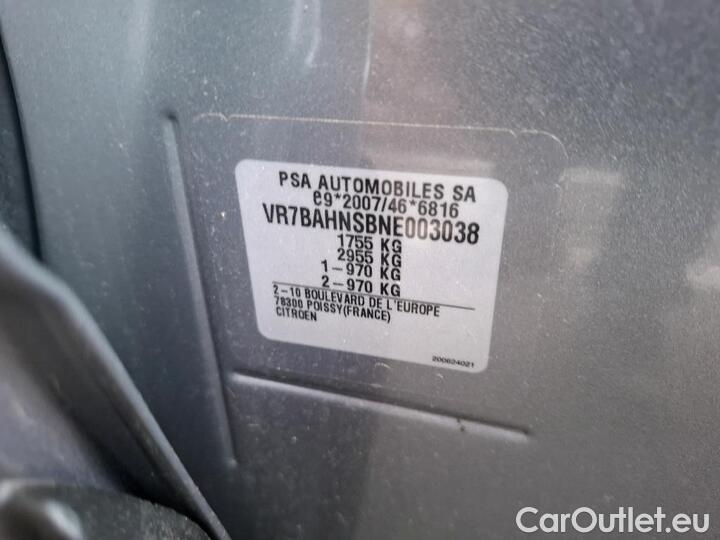 PSA AUTOMOBILES SA
e9*2007/46*6816
VR7BAHNSBNE003038
1755 KG
2955 KG
1-970 KG
2-970 KG
2-10 BOULEVARD DE L'EUROPE
78300 POISSY(FRANCE)
CITROEN
200624021
CarOutlet.eu